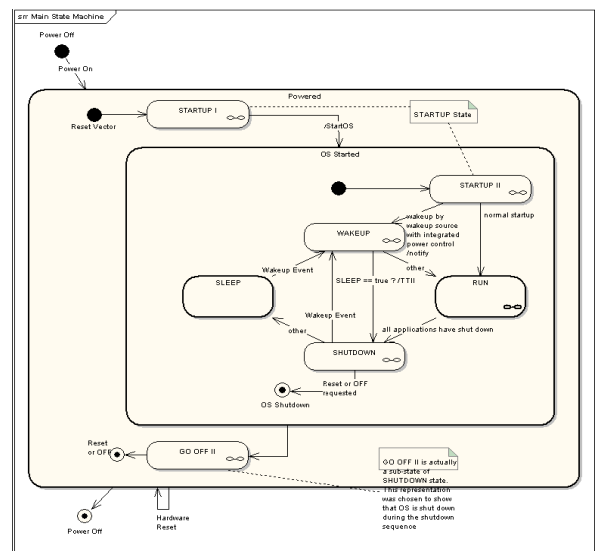 sm Main State Machine
Power Off
Power On
Powered
Reset Vector
STARTUP I
/StartOS
STARTUP State
OS Started
STARTUP II
wakeup by
wakeup source
with integrated
power control
/notify
normal startup
WAKEUP
other
Wakeup Event
SLEEP
SLEEP == true ? /TTII
RUN
Wakeup Event
other
all applications have shut down
SHUTDOWN
Reset or OFF
requested
OS Shutdown
Reset
or OFF
GO OFF II
GO OFF II is actually
a sub-state of
SHUTDOWN state.
This representation
was chosen to show
that OS is shut down
during the shutdown
sequence
Power Off
Hardware
Reset